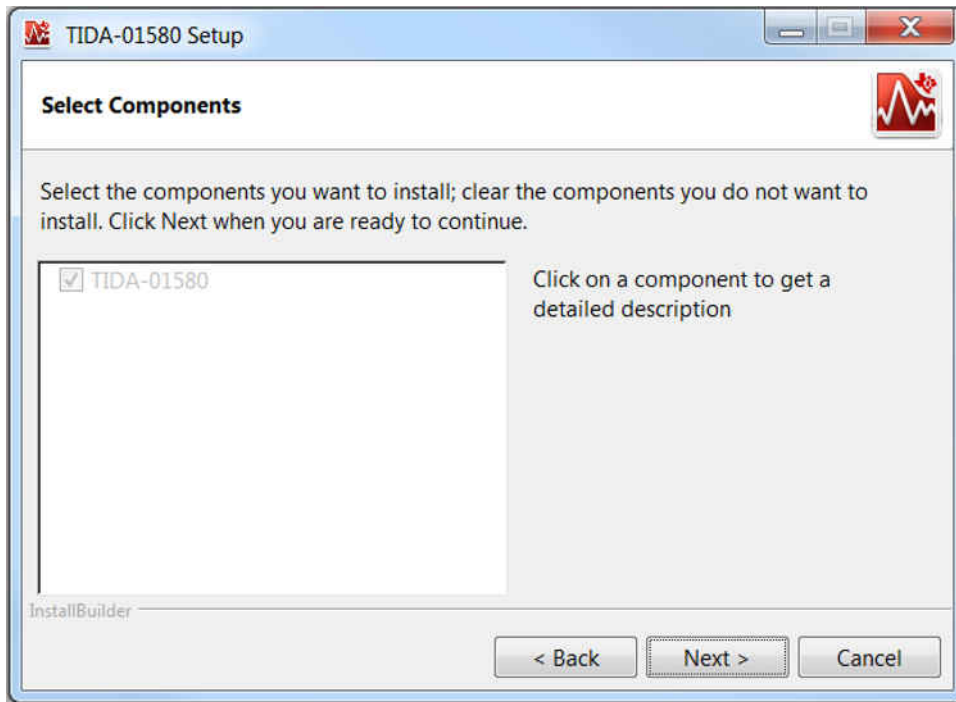 TIDA-01580 Setup
Select Components
Select the components you want to install; clear the components you do not want to
install. Click Next when you are ready to continue.
TIDA-01580
Click on a component to get a
detailed description
InstallBuilder
< Back
Next >
Cancel